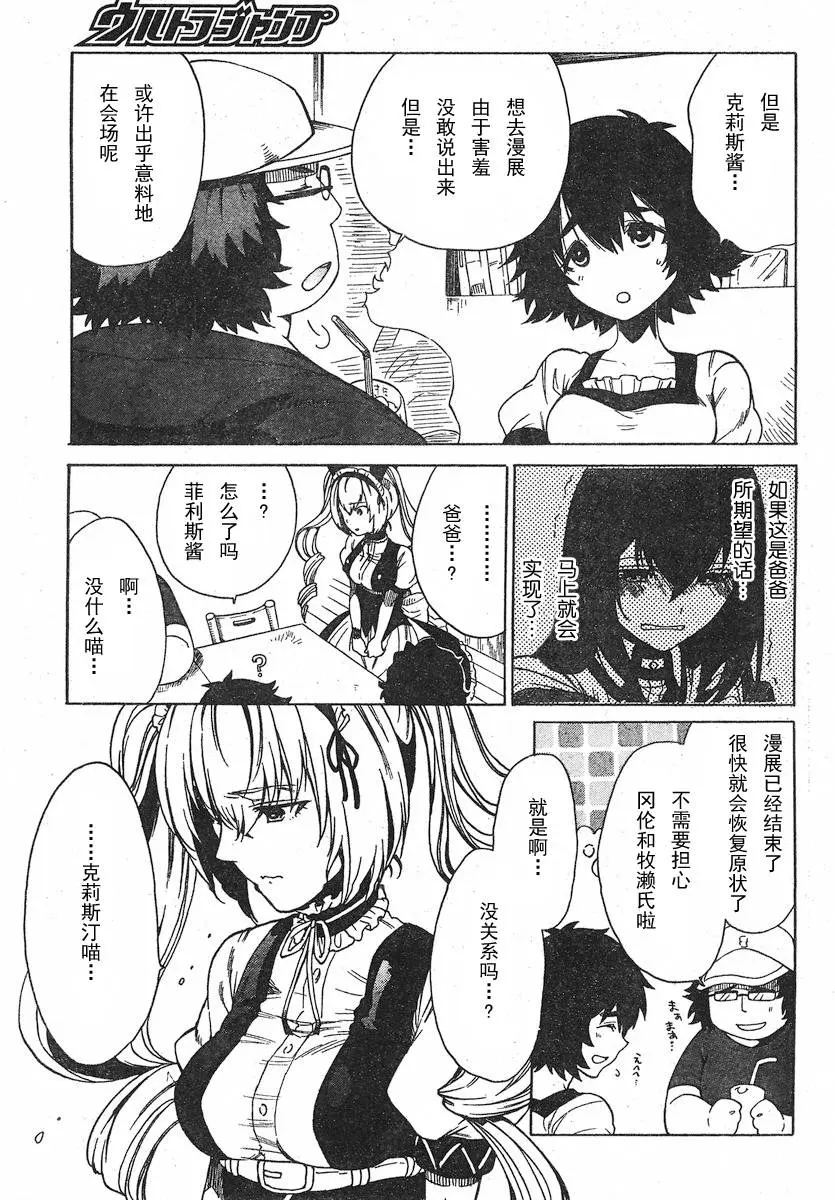 ウルトラジャンプ
但是
克莉斯酱…
想去漫展
由于害羞
没敢说出来
但是…
或许出乎意料地
在会场呢
如果这是爸爸
所期望的话…
马上就会
实现了…
……
爸爸…?
…?
怎么了吗
菲利斯酱
?
啊
没什么喵…
漫展已经结束了
很快就会恢复原状了
不需要担心
冈伦和牧濑氏啦
まぁ
まぁ…
えへへ…
就是啊…
没关系吗…?
……克莉斯汀喵…